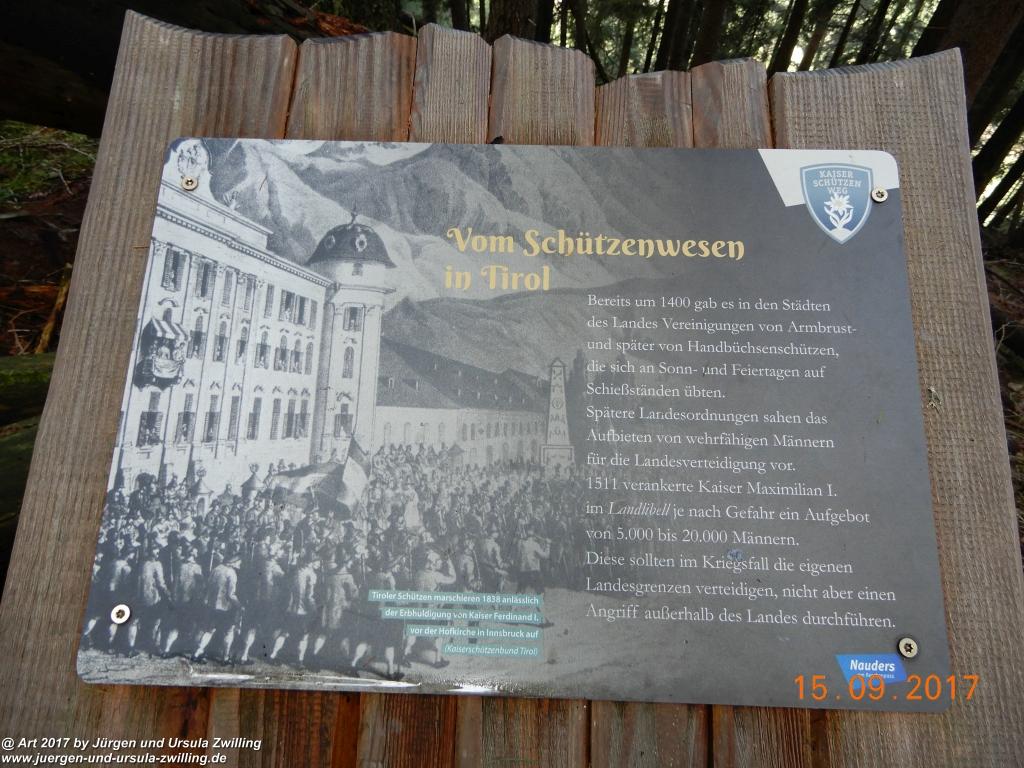 KAISER
SCHÜTZEN
WEG
Vom Schützenwesen
in Tirol
Bereits um 1400 gab es in den Städten
des Landes Vereinigungen von Armbrust-
und später von Handbüchsenschützen,
die sich an Sonn- und Feiertagen auf
Schießständen übten.
Spätere Landesordnungen sahen das
Aufbieten von wehrfähigen Männern
für die Landesverteidigung vor.
1511 verankerte Kaiser Maximilian I.
im Landlibell je nach Gefahr ein Aufgebot
von 5.000 bis 20.000 Männern.
Diese sollten im Kriegsfall die eigenen
Landesgrenzen verteidigen, nicht aber einen
Angriff außerhalb des Landes durchführen.
Tiroler Schützen marschieren 1838 anlässlich
der Erbhuldigung von Kaiser Ferdinand I.
vor der Hofkirche in Innsbruck auf
(Kaiserschützenbund Tirol)
Nauders
15.09.2017
@ Art 2017 by Jürgen und Ursula Zwilling
www.juergen-und-ursula-zwilling.de